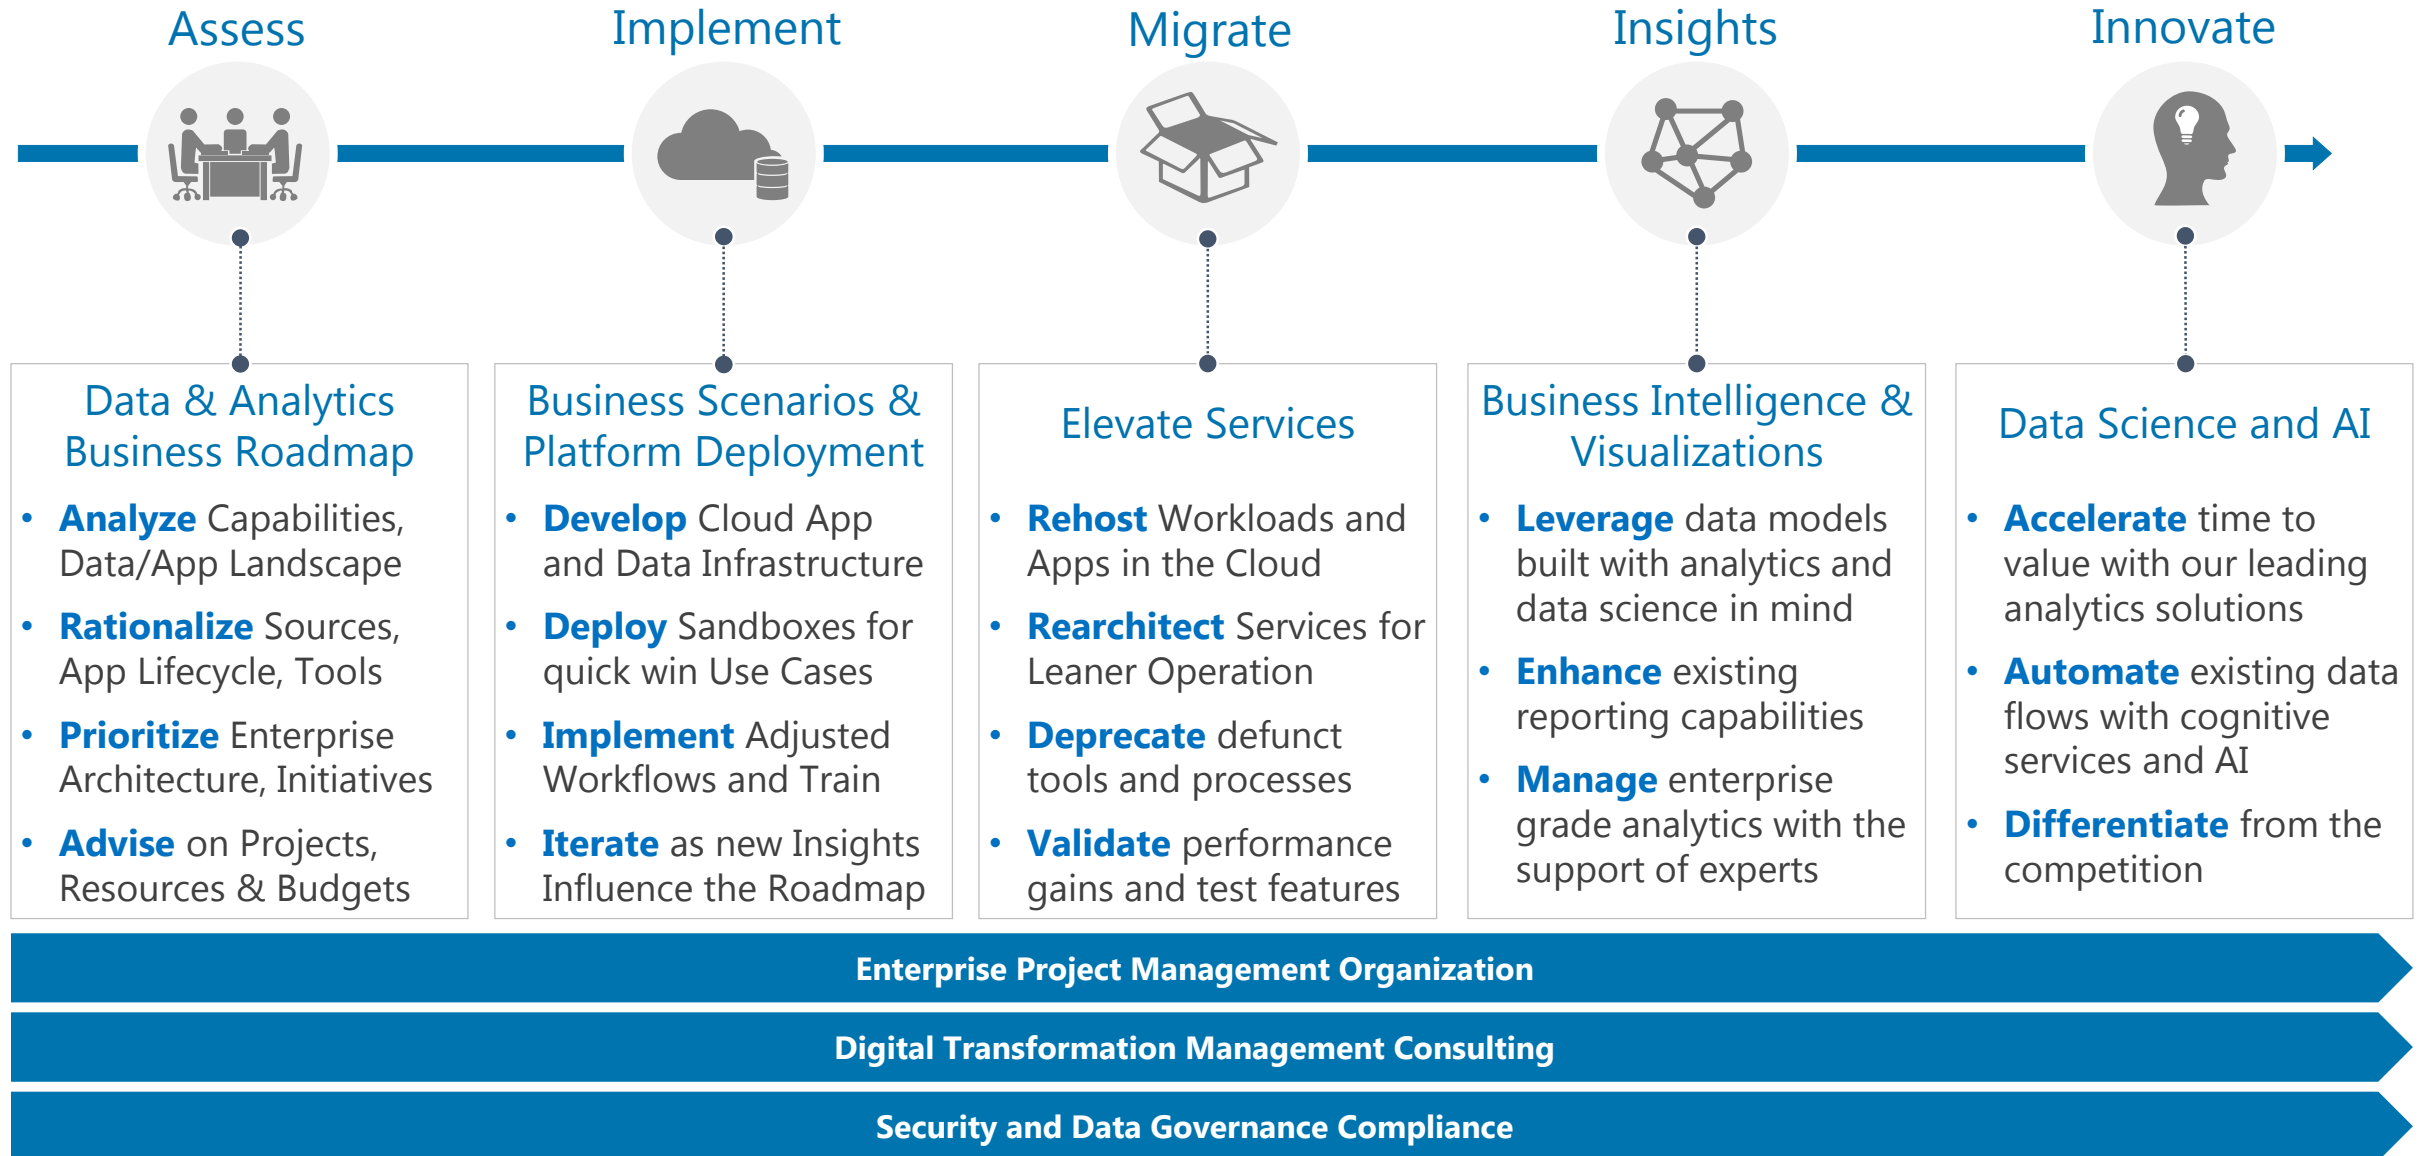 Assess
Implement
Migrate
Insights
Innovate
Data & Analytics
Business Roadmap
• Analyze Capabilities,
Data/App Landscape
• Rationalize Sources,
App Lifecycle, Tools
• Prioritize Enterprise
Architecture, Initiatives
• Advise on Projects,
Resources & Budgets
Business Scenarios &
Platform Deployment
• Develop Cloud App
and Data Infrastructure
• Deploy Sandboxes for
quick win Use Cases
• Implement Adjusted
Workflows and Train
• Iterate as new Insights
Influence the Roadmap
Elevate Services
• Rehost Workloads and
Apps in the Cloud
• Rearchitect Services for
Leaner Operation
• Deprecate defunct
tools and processes
• Validate performance
gains and test features
Business Intelligence &
Visualizations
• Leverage data models
built with analytics and
data science in mind
• Enhance existing
reporting capabilities
• Manage enterprise
grade analytics with the
support of experts
Data Science and AI
• Accelerate time to
value with our leading
analytics solutions
• Automate existing data
flows with cognitive
services and AI
• Differentiate from the
competition
Enterprise Project Management Organization
Digital Transformation Management Consulting
Security and Data Governance Compliance